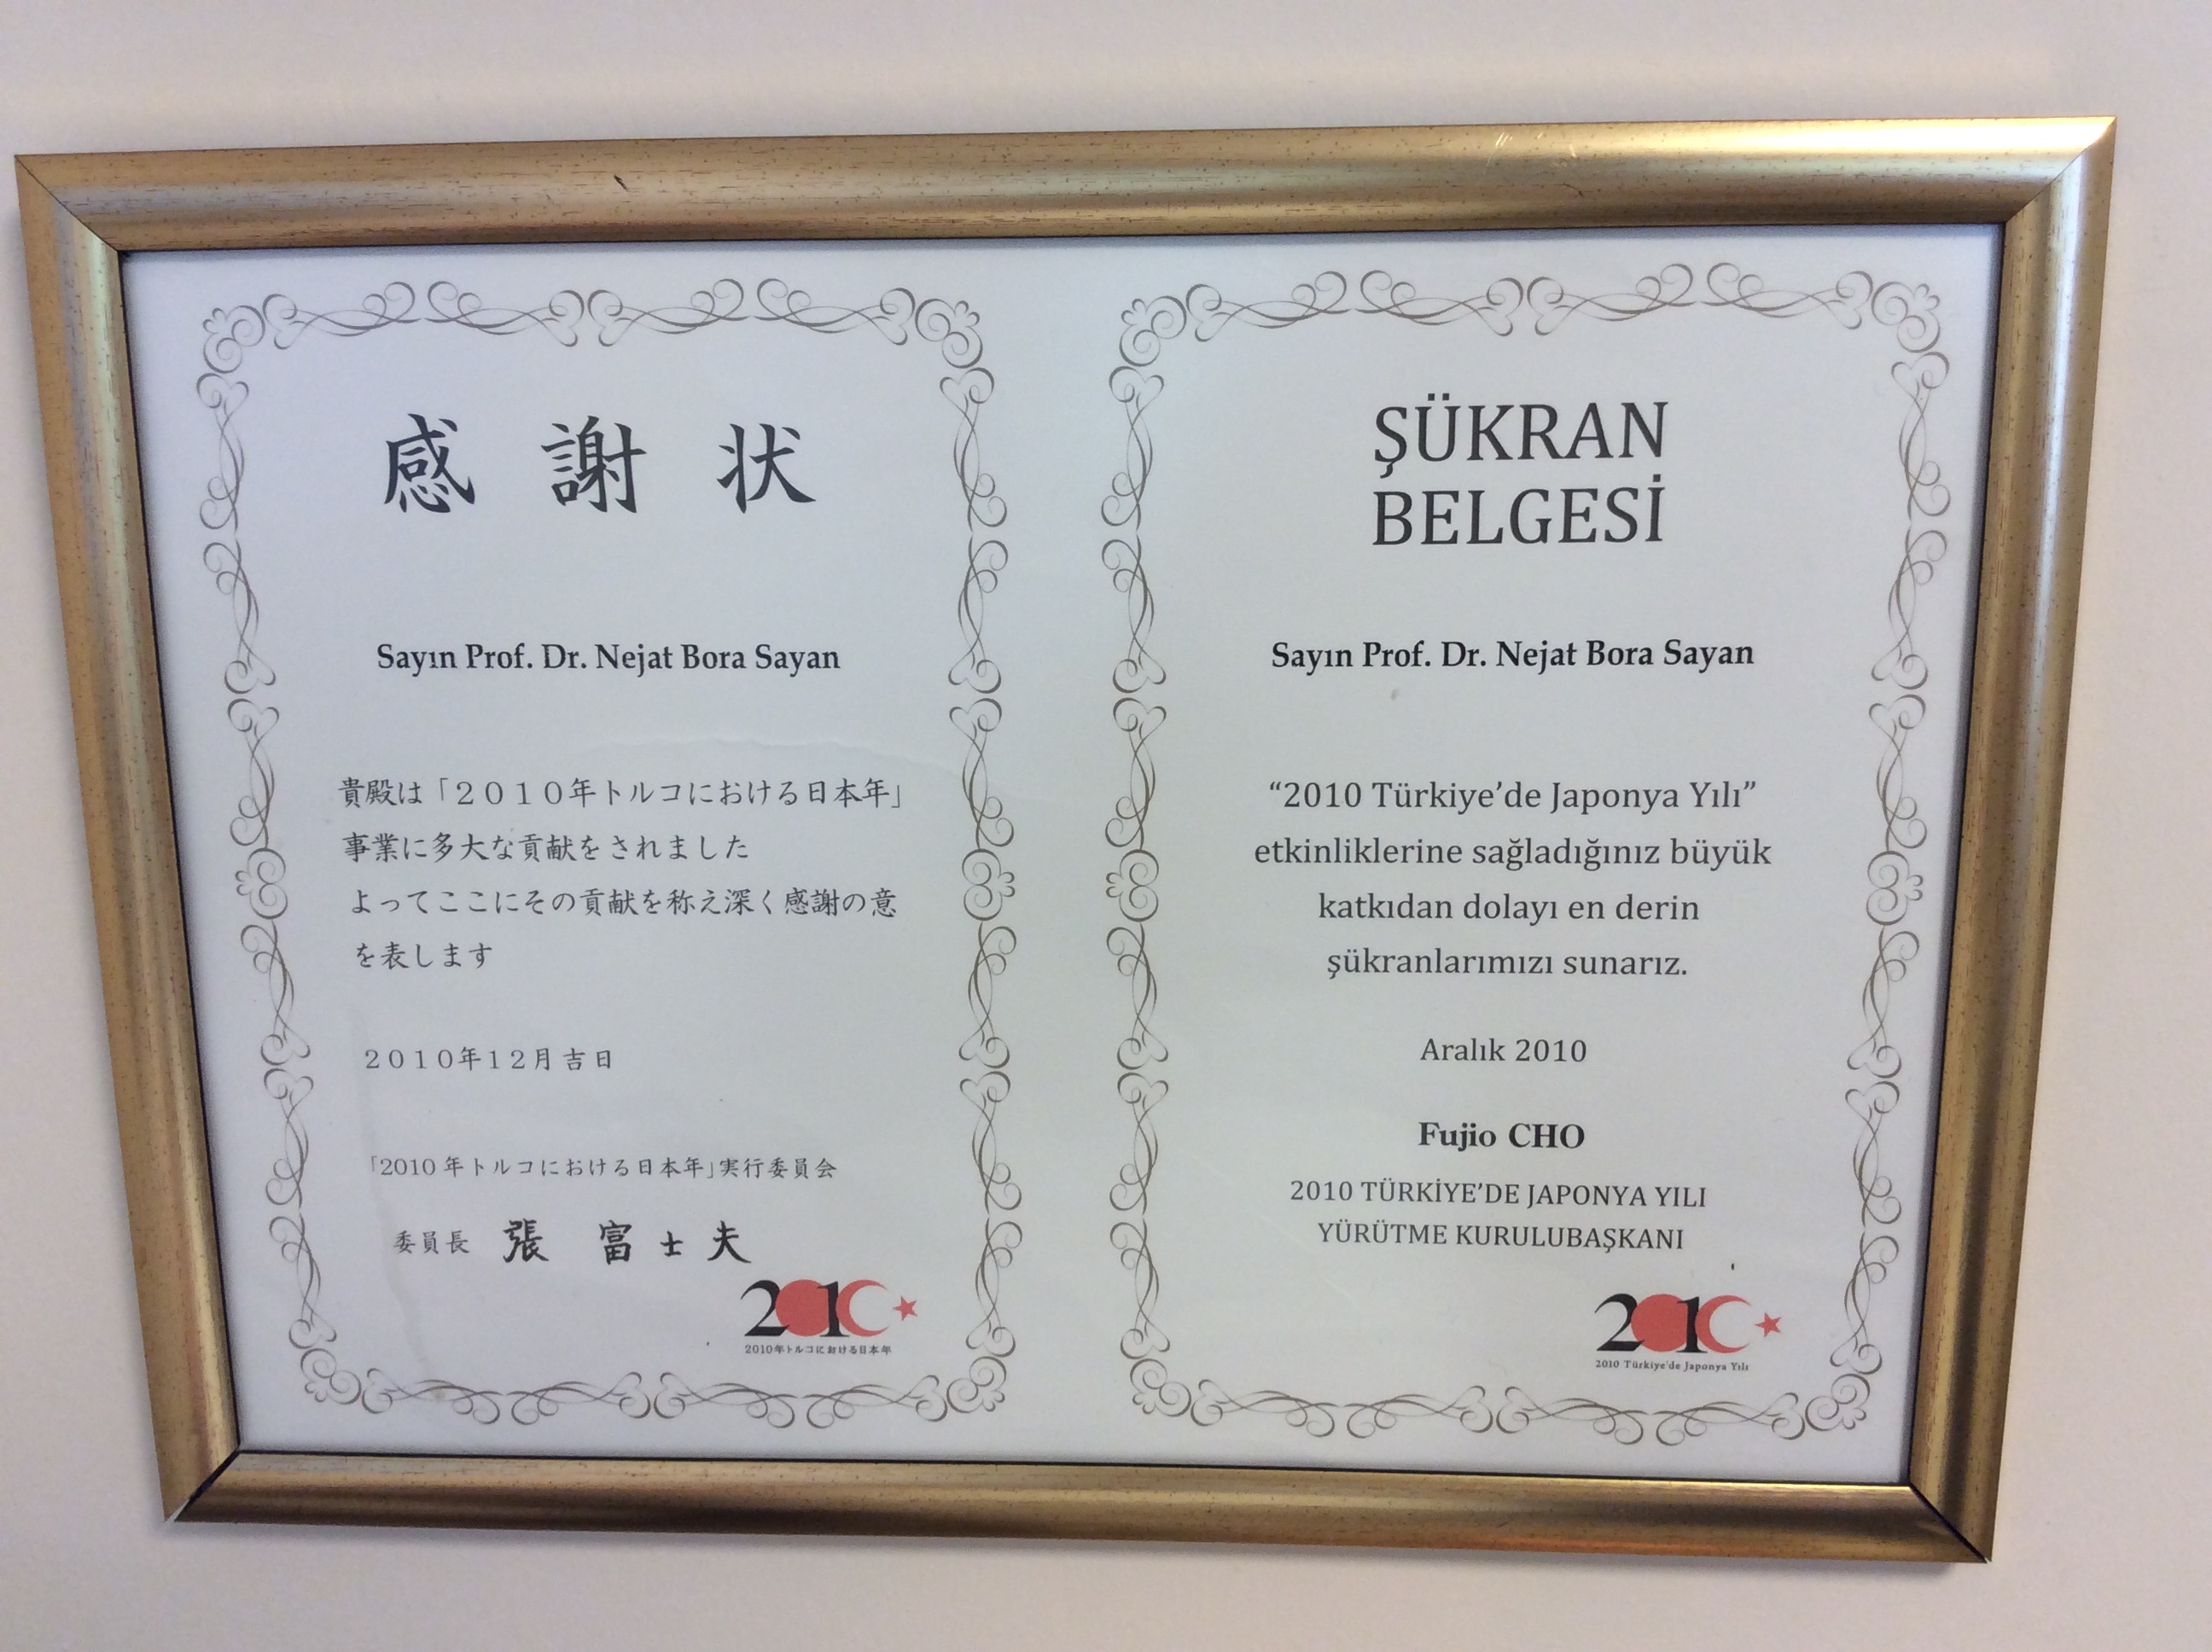 感謝状
Sayın Prof. Dr. Nejat Bora Sayan
貴殿は「２０１０年トルコにおける日本年」
事業に多大な貢献をされました
よってここにその貢献を称え深く感謝の意
を表します
２０１０年１２月吉日
「2010年トルコにおける日本年」実行委員会
委員長 張 富士夫
2010
2010年トルコにおける日本年
ŞÜKRAN
BELGESİ
Sayın Prof. Dr. Nejat Bora Sayan
“2010 Türkiye’de Japonya Yılı”
etkinliklerine sağladığınız büyük
katkıdan dolayı en derin
şükranlarımızı sunarız.
Aralık 2010
Fujio CHO
2010 TÜRKİYE’DE JAPONYA YILI
YÜRÜTME KURULUBAŞKANI
2010
2010 Türkiye'de Japonya Yılı